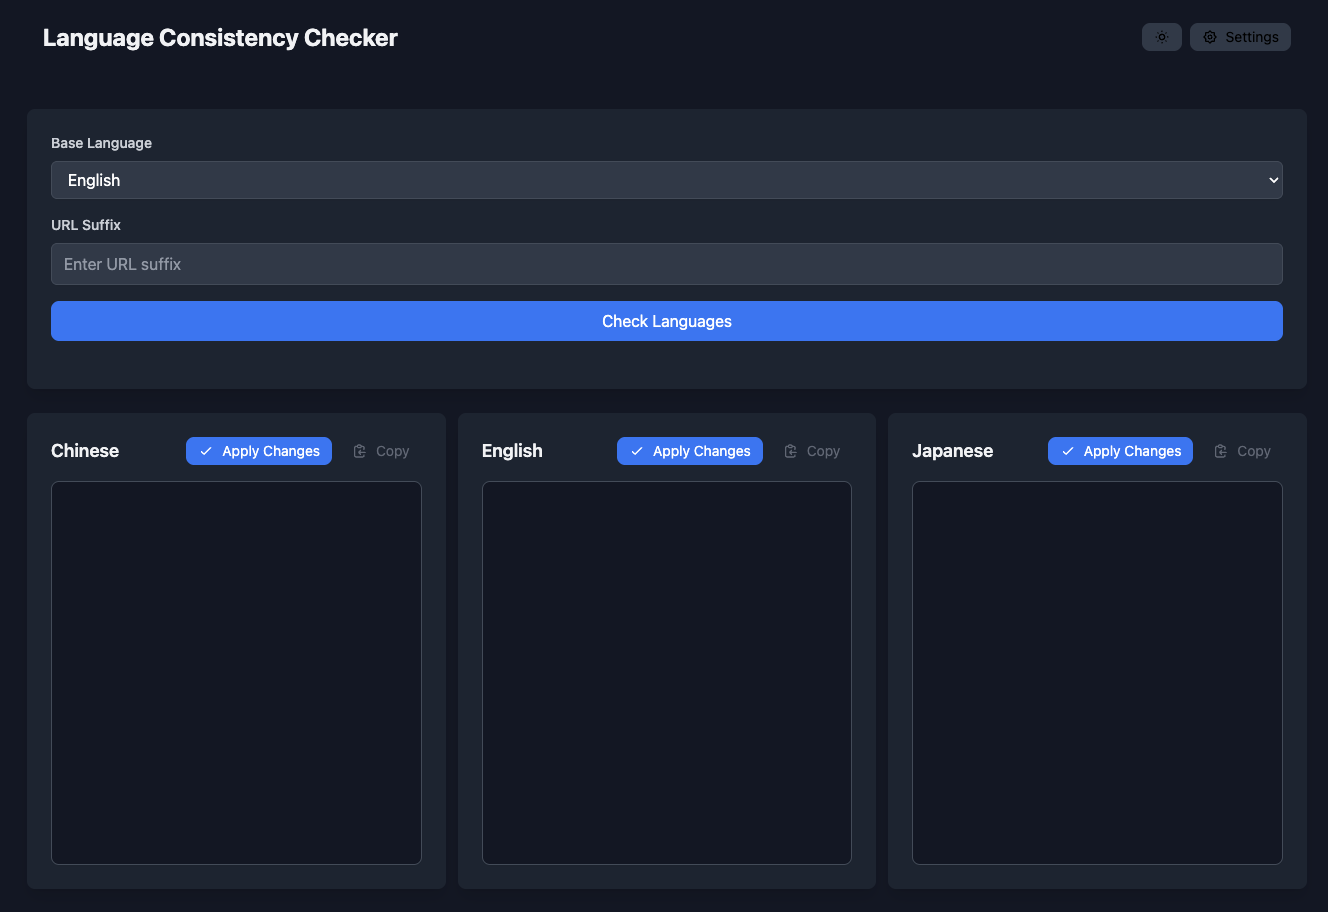 Language Consistency Checker
Settings
Base Language
English
URL Suffix
Enter URL suffix
Check Languages
Chinese
Apply Changes
Copy
English
Apply Changes
Copy
Japanese
Apply Changes
Copy